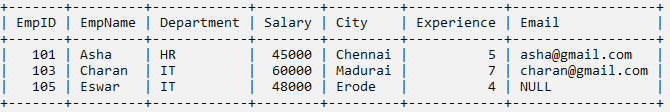 +-------+---------+------------+--------+---------+------------+------------------+
| EmpID | EmpName | Department | Salary | City    | Experience | Email            |
+-------+---------+------------+--------+---------+------------+------------------+
|   101 | Asha    | HR         |  45000 | Chennai |          5 | asha@gmail.com   |
|   103 | Charan  | IT         |  60000 | Madurai |          7 | charan@gmail.com |
|   105 | Eswar   | IT         |  48000 | Erode   |          4 | NULL             |
+-------+---------+------------+--------+---------+------------+------------------+